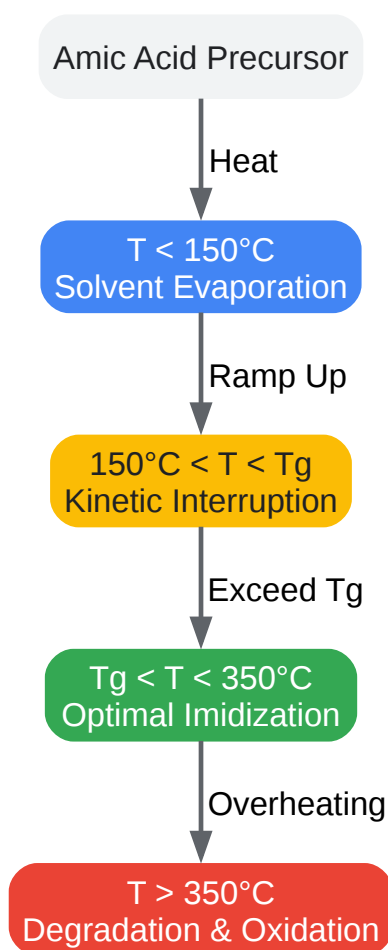 Amic Acid Precursor
Heat
T < 150°C
Solvent Evaporation
Ramp Up
150°C < T < Tg
Kinetic Interruption
Exceed Tg
Tg < T < 350°C
Optimal Imidization
Overheating
T > 350°C
Degradation & Oxidation